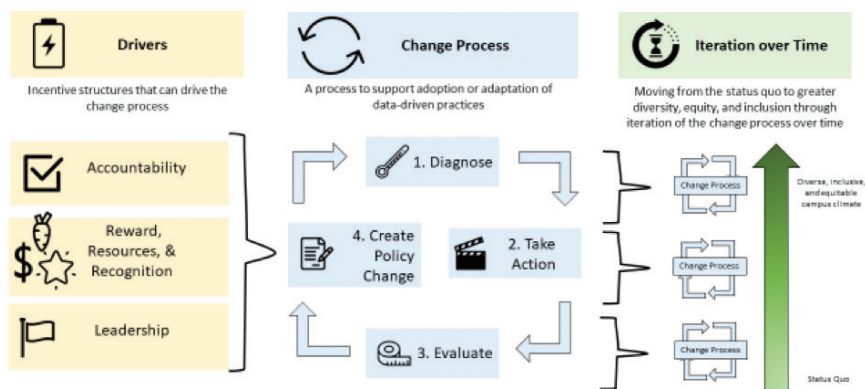 Drivers
Incentive structures that can drive the
change process
Accountability
Reward,
Resources, &
Recognition
Leadership
Change Process
A process to support adoption or adaptation of
data-driven practices
1. Diagnose
2. Take
Action
3. Evaluate
4. Create
Policy
Change
Iteration over Time
Moving from the status quo to greater
diversity, equity, and inclusion through
iteration of the change process over time
Change Process
Change Process
Change Process
Diverse, inclusive,
andequitable
campus climate
Status Quo